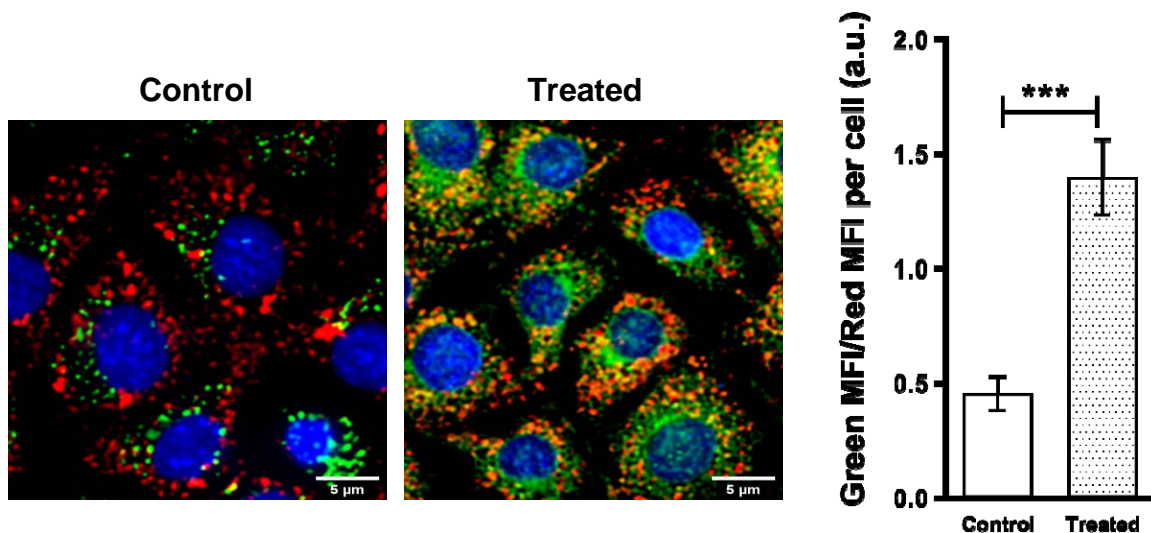 Control
Treated
5 µm
5 µm
Green MFI/Red MFI per cell (a.u.)
2.0
1.5
1.0
0.5
0.0
***
Control
Treated